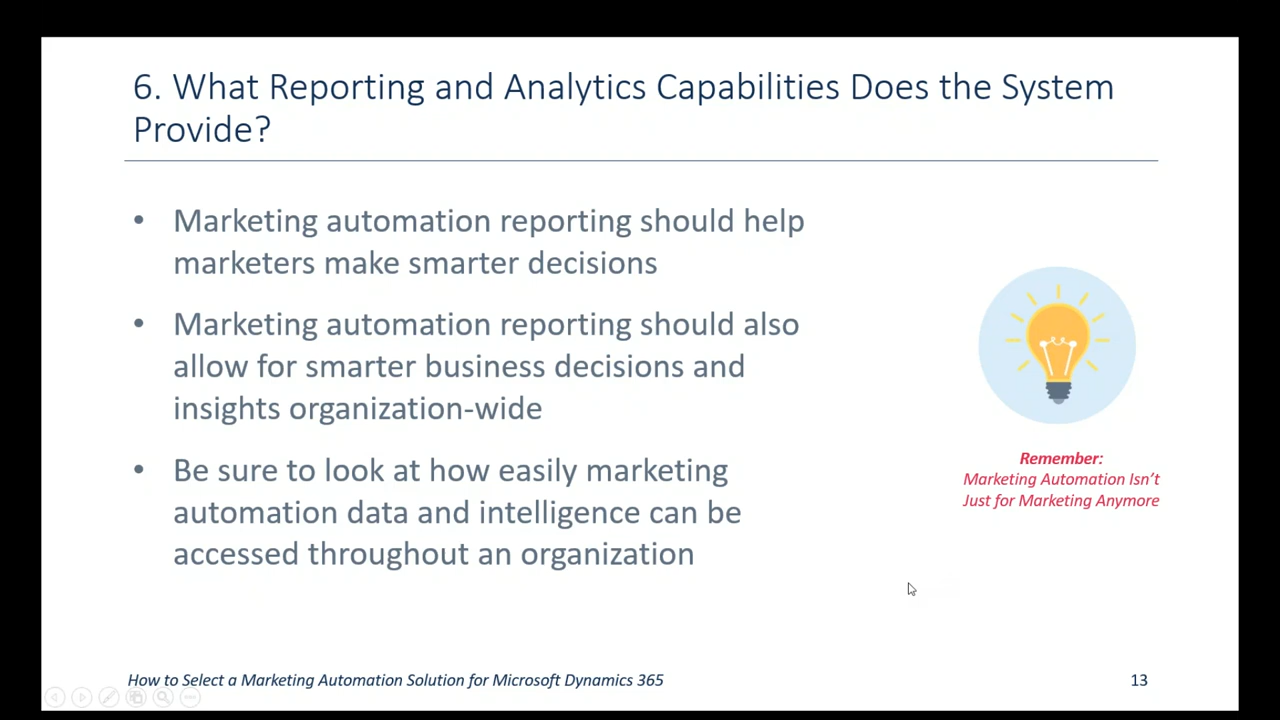 6. What Reporting and Analytics Capabilities Does the System
Provide?
• Marketing automation reporting should help
marketers make smarter decisions
• Marketing automation reporting should also
allow for smarter business decisions and
insights organization-wide
• Be sure to look at how easily marketing
automation data and intelligence can be
accessed throughout an organization
Remember:
Marketing Automation Isn't
Just for Marketing Anymore
How to Select a Marketing Automation Solution for Microsoft Dynamics 365
13